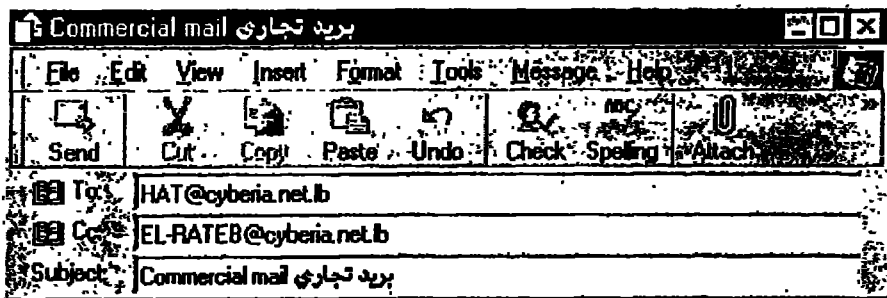 Commercial mail بريد تجاري
File Edit View Insert Format Tools Message Help
Send Cut Copy Paste Undo Check Spelling Attach »
To: HAT@cyberia.net.lb
Cc: EL-RATEB@cyberia.net.lb
Subject: Commercial mail بريد تجاري